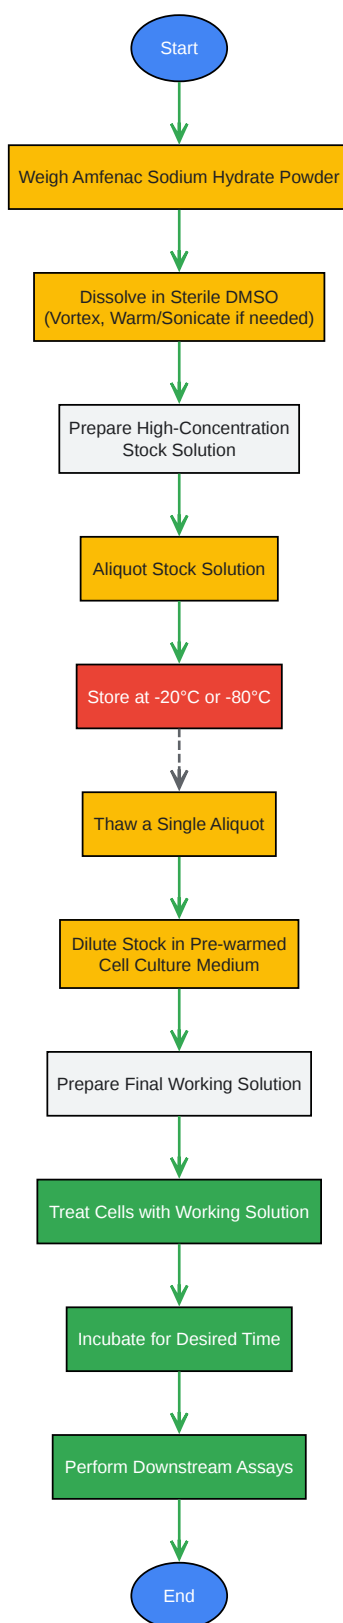 Start
Weigh Amfenac Sodium Hydrate Powder
Dissolve in Sterile DMSO
(Vortex, Warm/Sonicate if needed)
Prepare High-Concentration
Stock Solution
Aliquot Stock Solution
Store at -20°C or -80°C
Thaw a Single Aliquot
Dilute Stock in Pre-warmed
Cell Culture Medium
Prepare Final Working Solution
Treat Cells with Working Solution
Incubate for Desired Time
Perform Downstream Assays
End